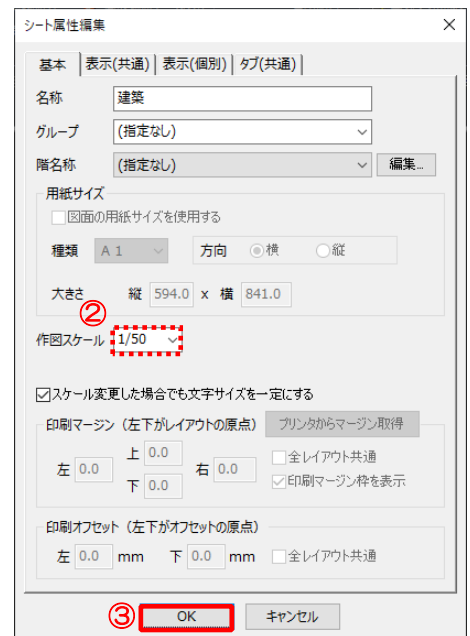 シート属性編集
基本 表示(共通) 表示(個別) タブ(共通)
名称 建築
グループ (指定なし)
階名称 (指定なし) 編集...
用紙サイズ
図面の用紙サイズを使用する
種類 A 1 方向 横 縦
大きさ 縦 594.0 x 横 841.0
②
作図スケール 1/50
スケール変更した場合でも文字サイズを一定にする
印刷マージン (左下がレイアウトの原点) プリンタからマージン取得
上 0.0 全レイアウト共通
左 0.0 右 0.0
下 0.0 印刷マージン枠を表示
印刷オフセット (左下がオフセットの原点)
左 0.0 mm 下 0.0 mm 全レイアウト共通
③ OK キャンセル